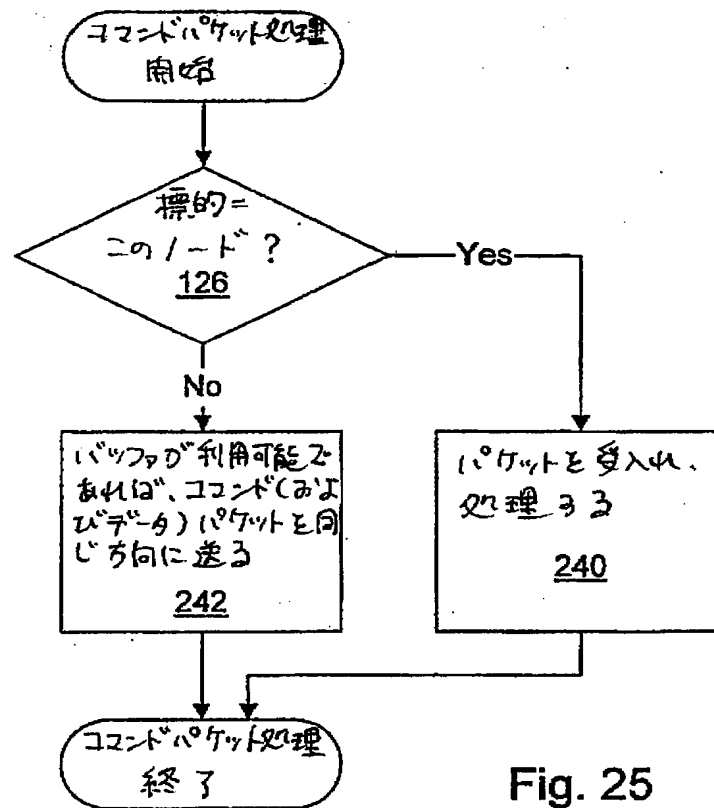 コマンドパケット処理
開始
標的=
このノード?
126
Yes
No
バッファが利用可能で
あれば、コマンド(およ
びデータ)パケットを同
じ方向に送る
242
パケットを受入れ、
処理する
240
コマンドパケット処理
終了
Fig. 25